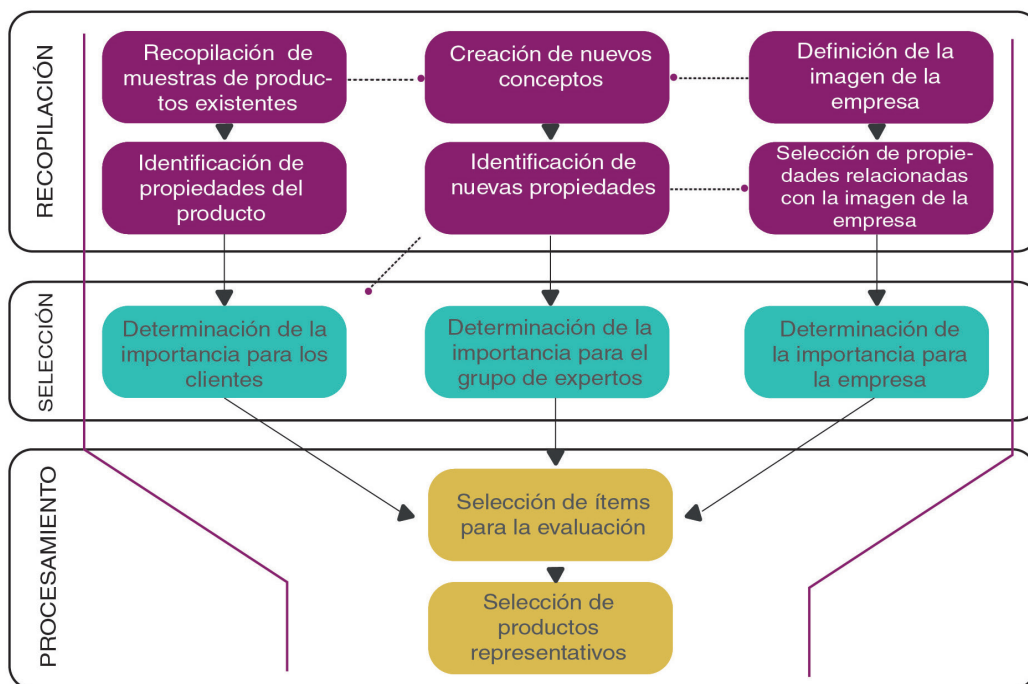 RECOPILACIÓN
Recopilación de
muestras de produc-
tos existentes
Creación de nuevos
conceptos
Definición de la
imagen de la
empresa
Identificación de
propiedades del
producto
Identificación de
nuevas propiedades
Selección de propie-
dades relacionadas
con la imagen de la
empresa
SELECCIÓN
Determinación de la
importancia para los
clientes
Determinación de la
importancia para el
grupo de expertos
Determinación de
la importancia para
la empresa
PROCESAMIENTO
Selección de ítems
para la evaluación
Selección de
productos
representativos